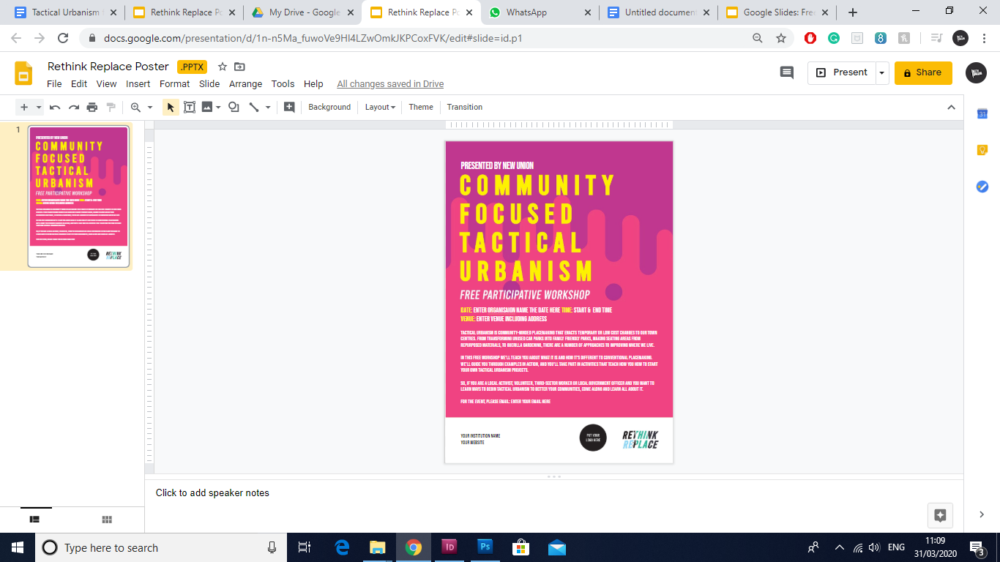 Tactical Urbanism
Rethink Replace Po
My Drive - Google
Rethink Replace Po
WhatsApp
Untitled document
Google Slides: Free
docs.google.com/presentation/d/1n-n5Ma_fuwoVe9Hl4LZwOmkJKPCoxFVK/edit#slide=id.p1
Rethink Replace Poster .PPTX
File Edit View Insert Format Slide Arrange Tools Help All changes saved in Drive
Present
Share
Background Layout Theme Transition
31
1
PRESENTED BY NEW UNION
COMMUNITY
FOCUSED
TACTICAL
URBANISM
FREE PARTICIPATIVE WORKSHOP
PRESENTED BY NEW UNION
COMMUNITY
FOCUSED
TACTICAL
URBANISM
FREE PARTICIPATIVE WORKSHOP
DATE: ENTER ORGANISAION NAME THE DATE HERE TIME: START & END TIME
VENUE: ENTER VENUE INCLUDING ADDRESS
TACTICAL URBANISM IS COMMUNITY-MINDED PLACEMAKING THAT ENACTS TEMPORARY OR LOW COST CHANGES TO OUR TOWN
CENTRES. FROM TRANSFORMING UNUSED CAR PARKS INTO FAMILY FRIENDLY PARKS, MAKING SEATING AREAS FROM
REPURPOSED MATERIALS, TO GUERILLA GARDENING, THERE ARE A NUMBER OF APPROACHES TO IMPROVING WHERE WE LIVE.
IN THIS FREE WORKSHOP WE'LL TEACH YOU ABOUT WHAT IT IS AND HOW IT'S DIFFERENT TO CONVENTIONAL PLACEMAKING.
WE'LL GUIDE YOU THROUGH EXAMPLES IN ACTION, AND YOU'LL TAKE PART IN ACTIVITIES THAT TEACH HOW YOU HOW TO START
YOUR OWN TACTICAL URBANISM PROJECTS.
SO, IF YOU ARE A LOCAL ACTIVIST, VOLUNTEER, THIRD-SECTOR WORKER OR LOCAL GOVERNMENT OFFICER AND YOU WANT TO
LEARN WAYS TO BEGIN TACTICAL URBANISM TO BETTER YOUR COMMUNITIES, COME ALONG AND LEARN ALL ABOUT IT.
FOR THE EVENT, PLEASE EMAIL: ENTER YOUR EMAIL HERE
YOUR INSTITUTION NAME
YOUR WEBSITE
PUT YOUR
LOGO HERE
RETHINK
REPLACE
Click to add speaker notes
Type here to search
ENG
11:09
31/03/2020
3